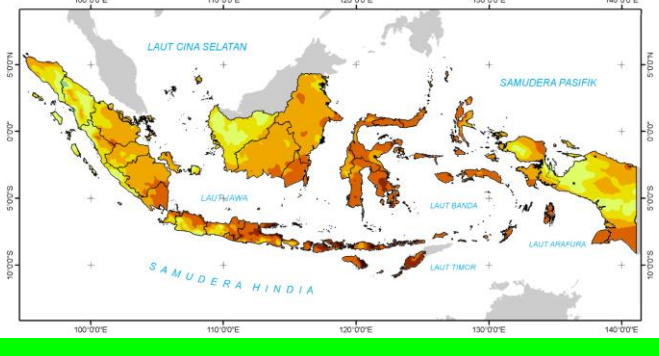 100°0'0"E 110°0'0"E 120°0'0"E 130°0'0"E 140°0'0"E
LAUT CINA SELATAN
SAMUDERA PASIFIK
5°0'0"N 5°0'0"N
0°0'0" 0°0'0"
5°0'0"S 5°0'0"S
10°0'0"S 10°0'0"S
LAUT JAWA
LAUT BANDA
LAUT ARAFURA
LAUT TIMOR
SAMUDERA HINDIA
100°0'0"E 110°0'0"E 120°0'0"E 130°0'0"E 140°0'0"E